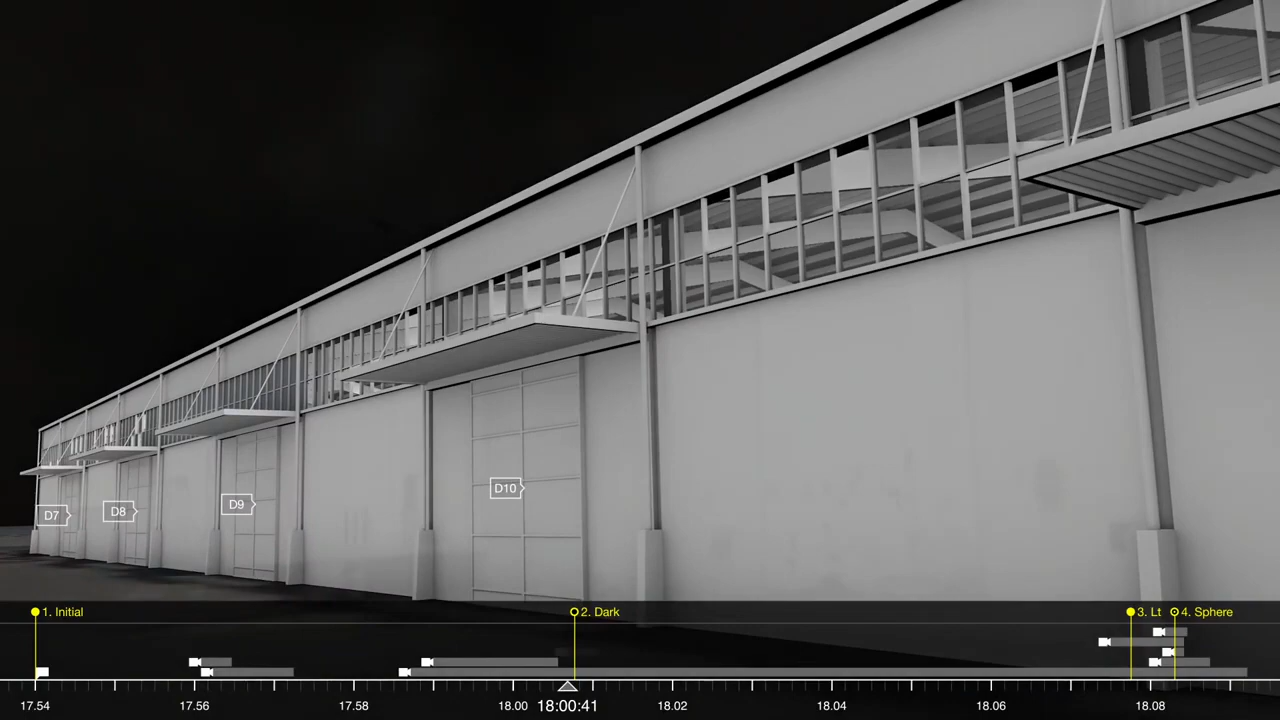 D7
D8
D9
D10
1. Initial
2. Dark
3. Lt
4. Sphere
17.54
17.56
17.58
18.00
18:00:41
18.02
18.04
18.06
18.08